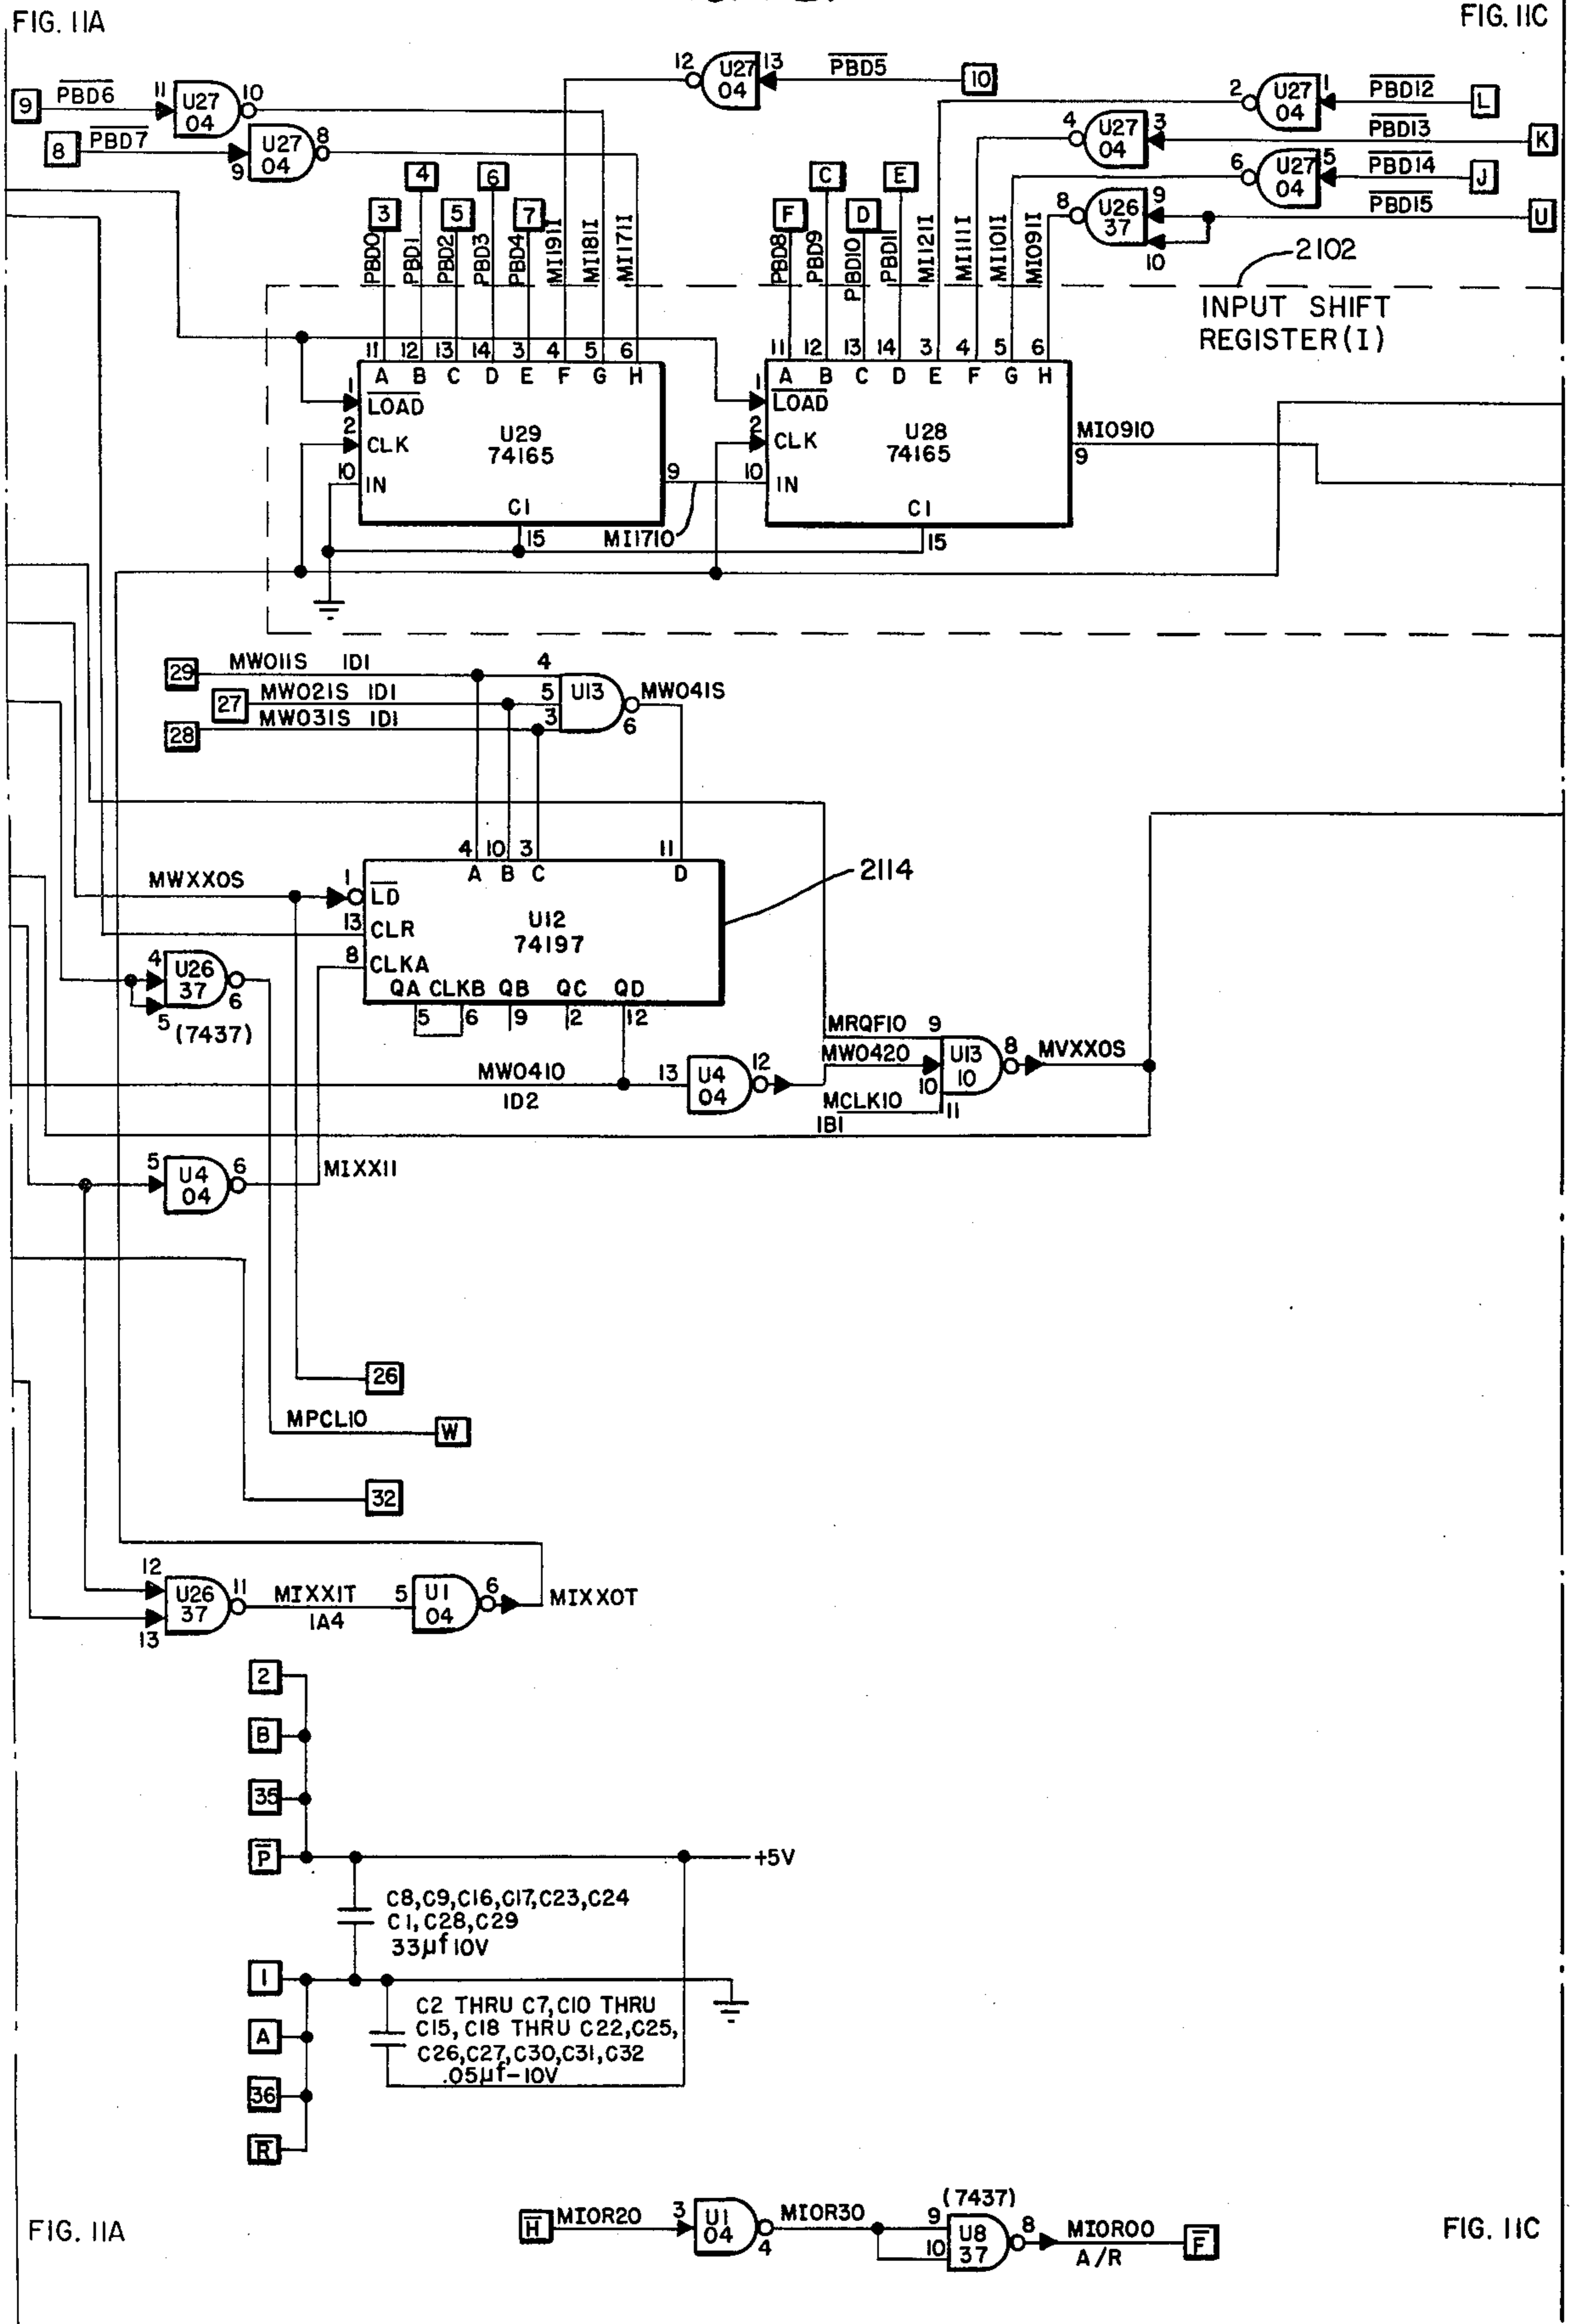 FIG. 11A
FIG. 11C
12 U27 04 13 PBD5 10
9 PBD6 11 U27 04 10
8 PBD7 9 U27 04 8
2 U27 04 1 PBD12 L
4 U27 04 3 PBD13 K
6 U27 04 5 PBD14 J
8 U26 37 9 10 PBD15 U
3 4 5 6 7
F C D E
PBD0 PBD1 PBD2 PBD3 PBD4 MI191I MI181I MI171I
PBD8 PBD9 PBD10 PBD11 MI121I MI111I MI101I MI091I
2102
INPUT SHIFT
REGISTER(I)
11 12 13 14 3 4 5 6
A B C D E F G H
1 LOAD
2 CLK
10 IN
U29
74165
C1
15
9
MI1710
11 12 13 14 3 4 5 6
A B C D E F G H
1 LOAD
2 CLK
10 IN
U28
74165
C1
15
MI0910
9
29 MW011S 1D1 4
27 MW021S 1D1 5
28 MW031S 1D1 3
U13 6 MW041S
4 10 3 11
A B C D
2114
MWXX0S 1 LD
13 CLR
8 CLKA
U12
74197
QA CLKB QB QC QD
5 6 9 2 12
4 5 U26 37 6
(7437)
MRQF10 9
MW0420 10
MCLK10 11
1B1
U13 10 8 MVXX0S
MW0410
1D2
13 U4 04 12
5 U4 04 6 MIXX11
26
MPCL10 W
32
12 13 U26 37 11 MIXX1T
1A4
5 U1 04 6 MIXX0T
2
B
35
P
+5V
C8,C9,C16,C17,C23,C24
C1,C28,C29
33µf 10V
1
A
36
R
C2 THRU C7,C10 THRU
C15, C18 THRU C22,C25,
C26,C27,C30,C31,C32
.05µf-10V
H MIOR20 3 U1 04 4 MIOR30
(7437)
9 10 U8 37 8 MIOR00
A/R
F
FIG. 11A
FIG. 11C